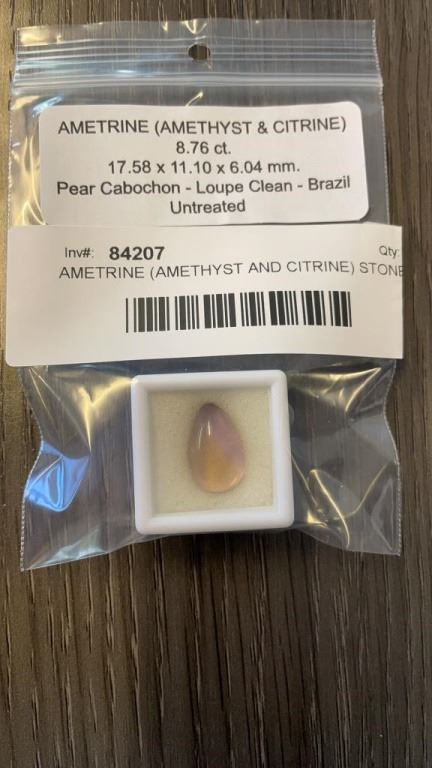 AMETRINE (AMETHYST & CITRINE)
8.76 ct.
17.58 x 11.10 x 6.04 mm.
Pear Cabochon - Loupe Clean - Brazil
Untreated
Inv#: 84207 Qty:
AMETRINE (AMETHYST AND CITRINE) STONE